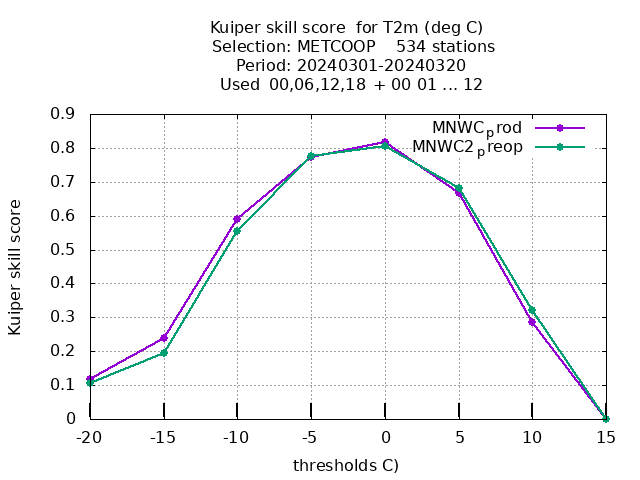 Kuiper skill score  for T2m (deg C)
Selection: METCOOP    534 stations
Period: 20240301-20240320
Used  00,06,12,18  + 00 01 ... 12
MNWCprod
MNWC2preop
Kuiper skill score
0.9
0.8
0.7
0.6
0.5
0.4
0.3
0.2
0.1
0
-20 -15 -10 -5 0 5 10 15
thresholds C)